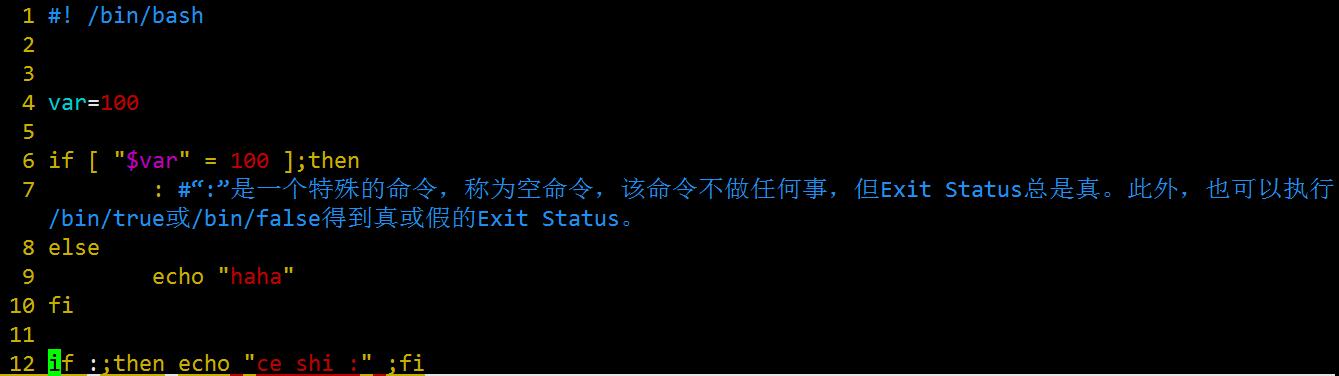 1 #! /bin/bash
2
3
4 var=100
5
6 if [ "$var" = 100 ];then
7         : #“:”是一个特殊的命令，称为空命令，该命令不做任何事，但Exit Status总是真。此外，也可以执行
/bin/true或/bin/false得到真或假的Exit Status。
8 else
9         echo "haha"
10 fi
11
12 if :;then echo "ce shi :" ;fi